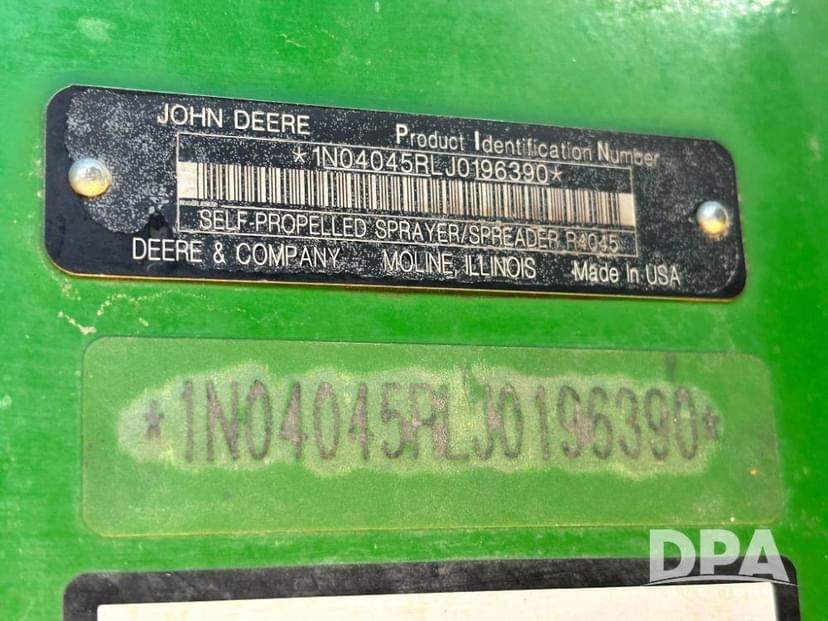 JOHN DEERE
Product Identification Number
*1N04045RLJ0196390*
SELF-PROPELLED SPRAYER/SPREADER R4045
DEERE & COMPANY MOLINE, ILLINOIS Made In USA
*1N04045RLJ0196390*
DPA